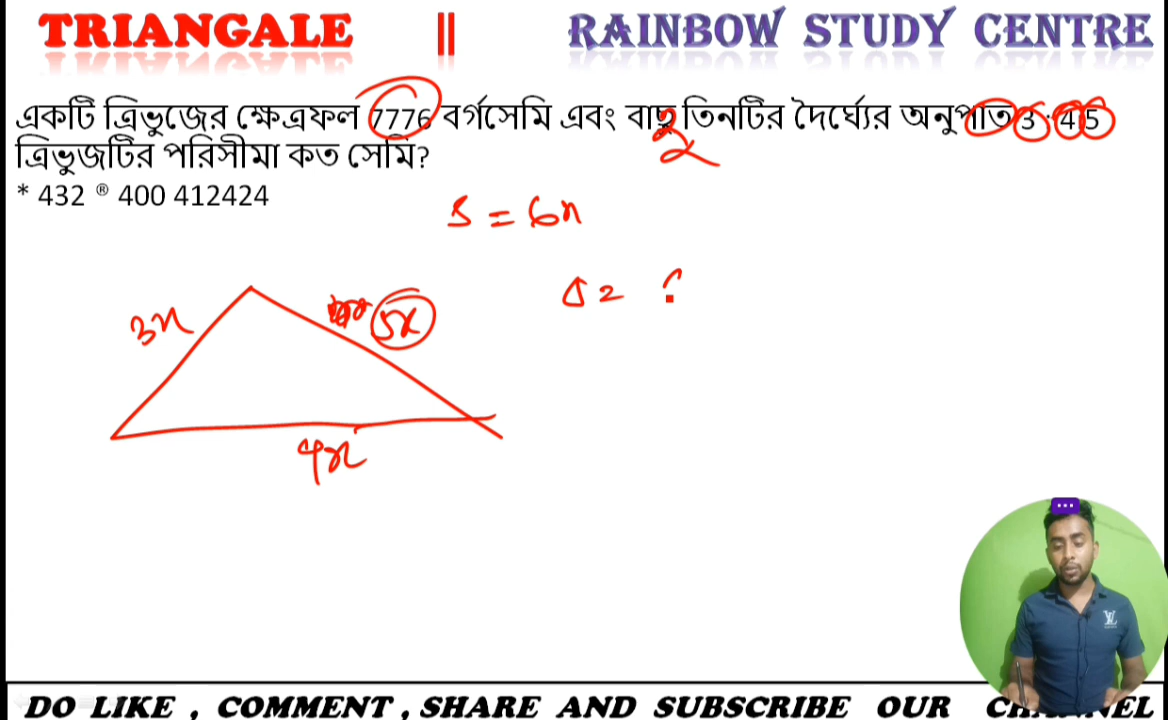 TRIANGALE || RAINBOW STUDY CENTRE
একটি ত্রিভুজের ক্ষেত্রফল 7776 বর্গসেমি এবং বাহু তিনটির দৈর্ঘ্যের অনুপাত 3 : 4:5
ত্রিভুজটির পরিসীমা কত সেমি?
* 432 ® 400 412424
S = 6x
Δ = ?
3x
5x
4x
DO LIKE , COMMENT , SHARE AND SUBSCRIBE OUR